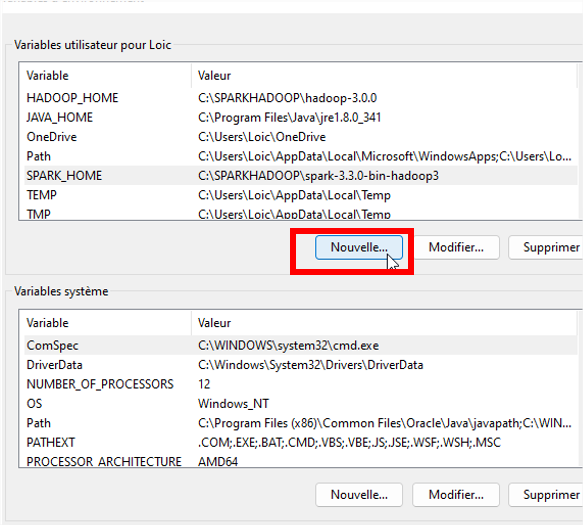 Variables utilisateur pour Loic
Variable Valeur
HADOOP_HOME C:\SPARKHADOOP\hadoop-3.0.0
JAVA_HOME C:\Program Files\Java\jre1.8.0_341
OneDrive C:\Users\Loic\OneDrive
Path C:\Users\Loic\AppData\Local\Microsoft\WindowsApps;C:\Users\Lo...
SPARK_HOME C:\SPARKHADOOP\spark-3.3.0-bin-hadoop3
TEMP C:\Users\Loic\AppData\Local\Temp
TMP C:\Users\Loic\AppData\Local\Temp
Nouvelle... Modifier... Supprimer
Variables système
Variable Valeur
ComSpec C:\WINDOWS\system32\cmd.exe
DriverData C:\Windows\System32\Drivers\DriverData
NUMBER_OF_PROCESSORS 12
OS Windows_NT
Path C:\Program Files (x86)\Common Files\Oracle\Java\javapath;C:\WIN...
PATHEXT .COM;.EXE;.BAT;.CMD;.VBS;.VBE;.JS;.JSE;.WSF;.WSH;.MSC
PROCESSOR_ARCHITECTURE AMD64
Nouvelle... Modifier... Supprimer